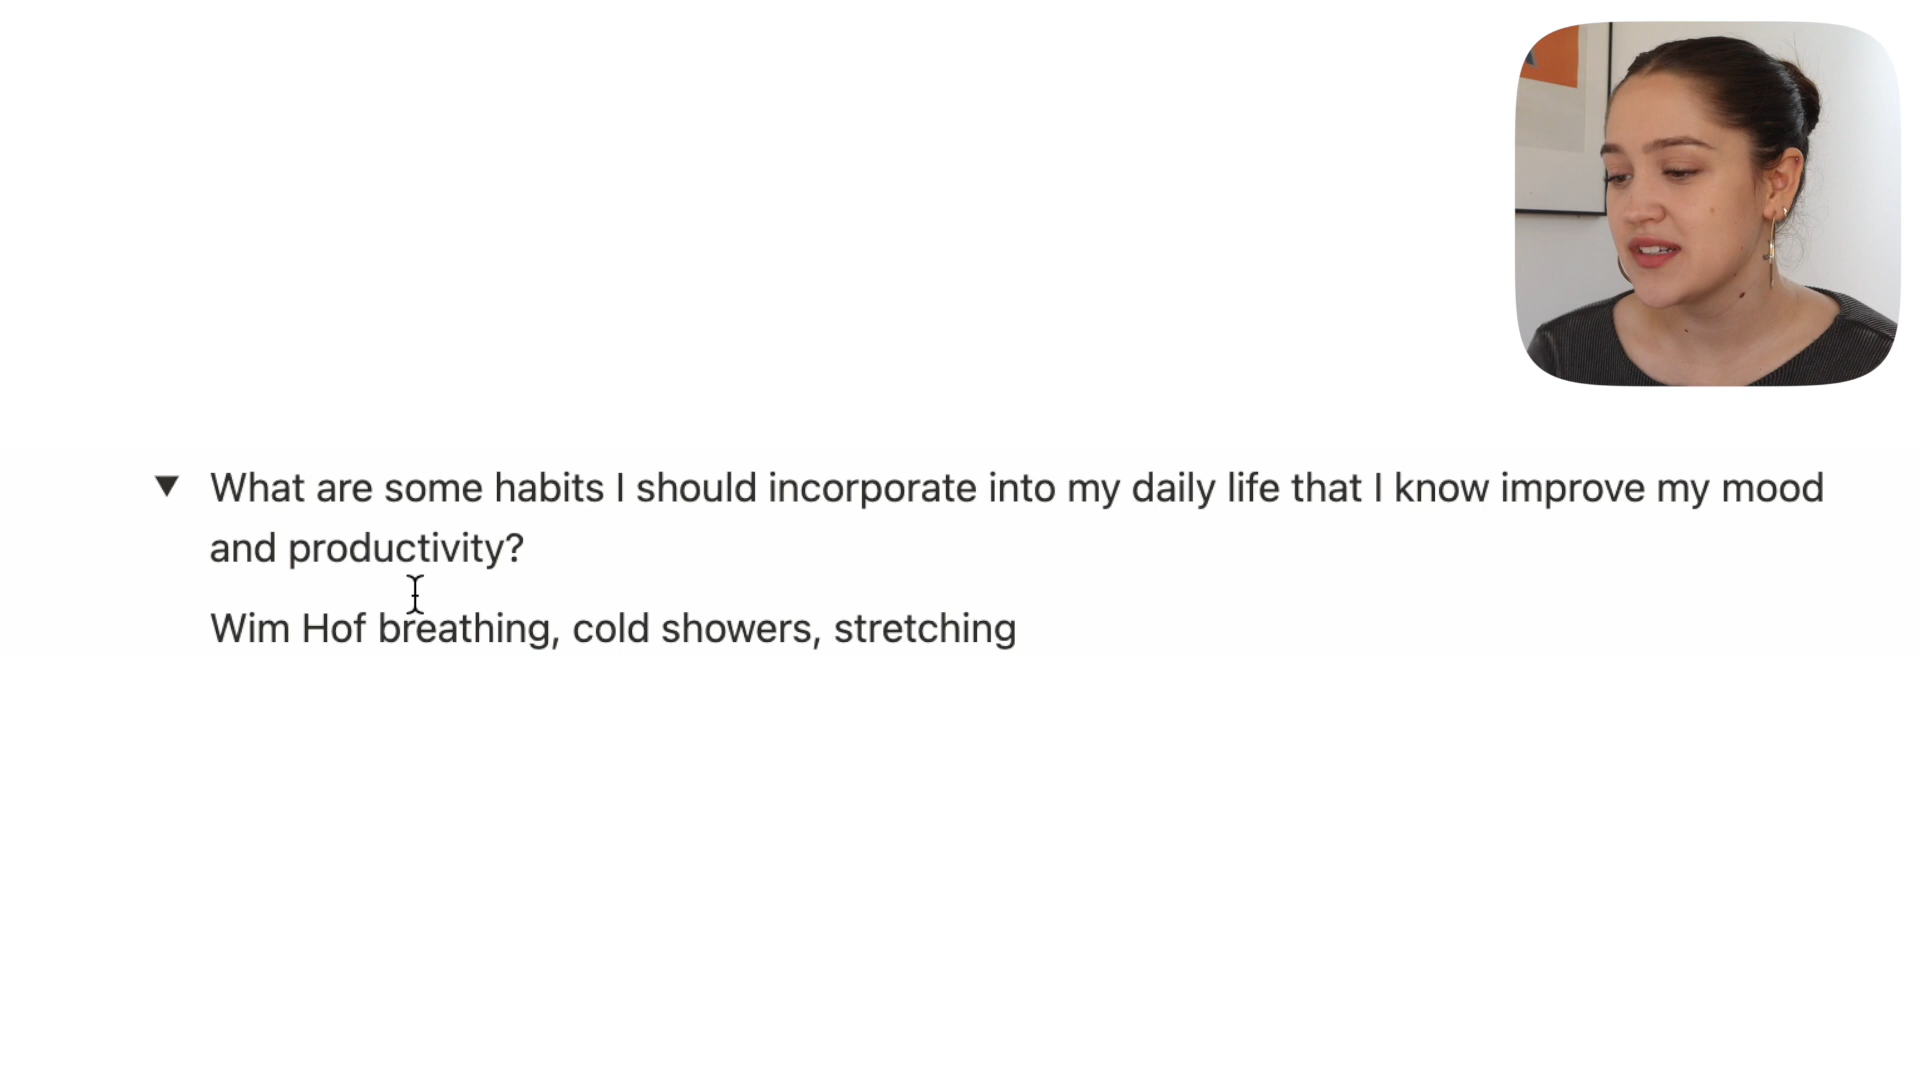 What are some habits I should incorporate into my daily life that I know improve my mood
and productivity?
Wim Hof breathing, cold showers, stretching